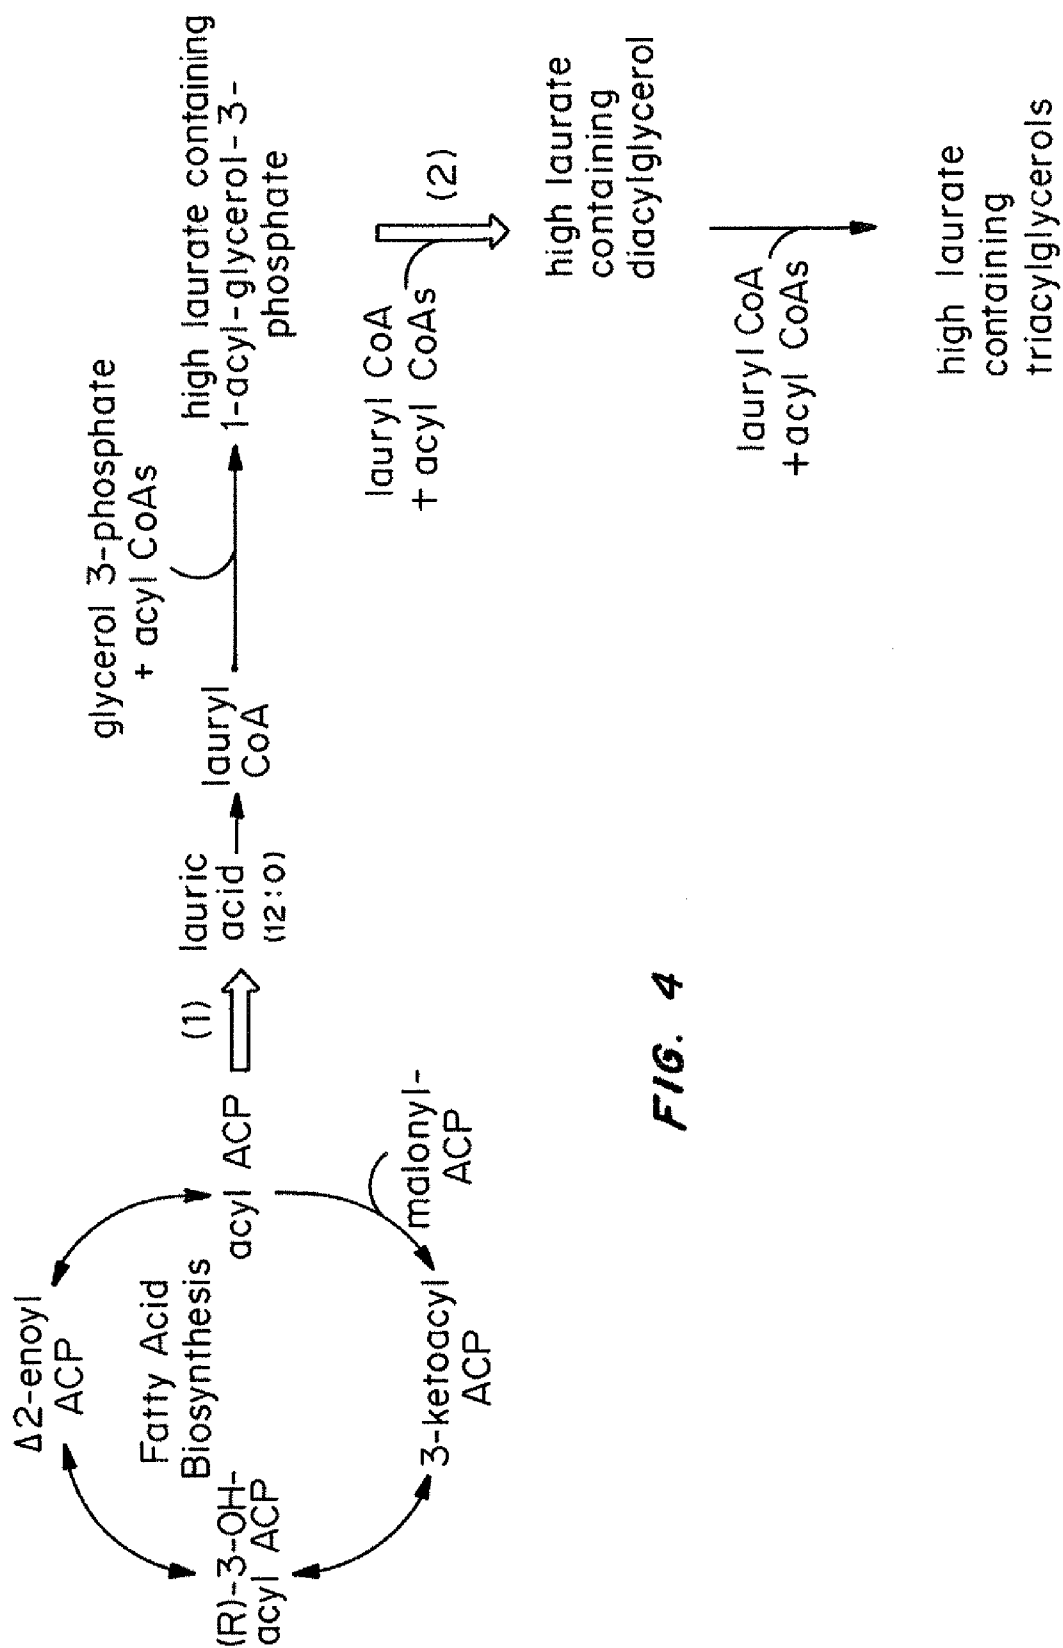 Δ2-enoyl
ACP
Fatty Acid
Biosynthesis
(R)-3-OH-
acyl ACP
3-ketoacyl
ACP
malonyl-
ACP
acyl ACP
(1)
lauric
acid
(12:0)
lauryl
CoA
glycerol 3-phosphate
+ acyl CoAs
high laurate containing
1-acyl-glycerol-3-
phosphate
lauryl CoA
+ acyl CoAs
(2)
high laurate
containing
diacylglycerol
lauryl CoA
+acyl CoAs
high laurate
containing
triacylglycerols
FIG. 4